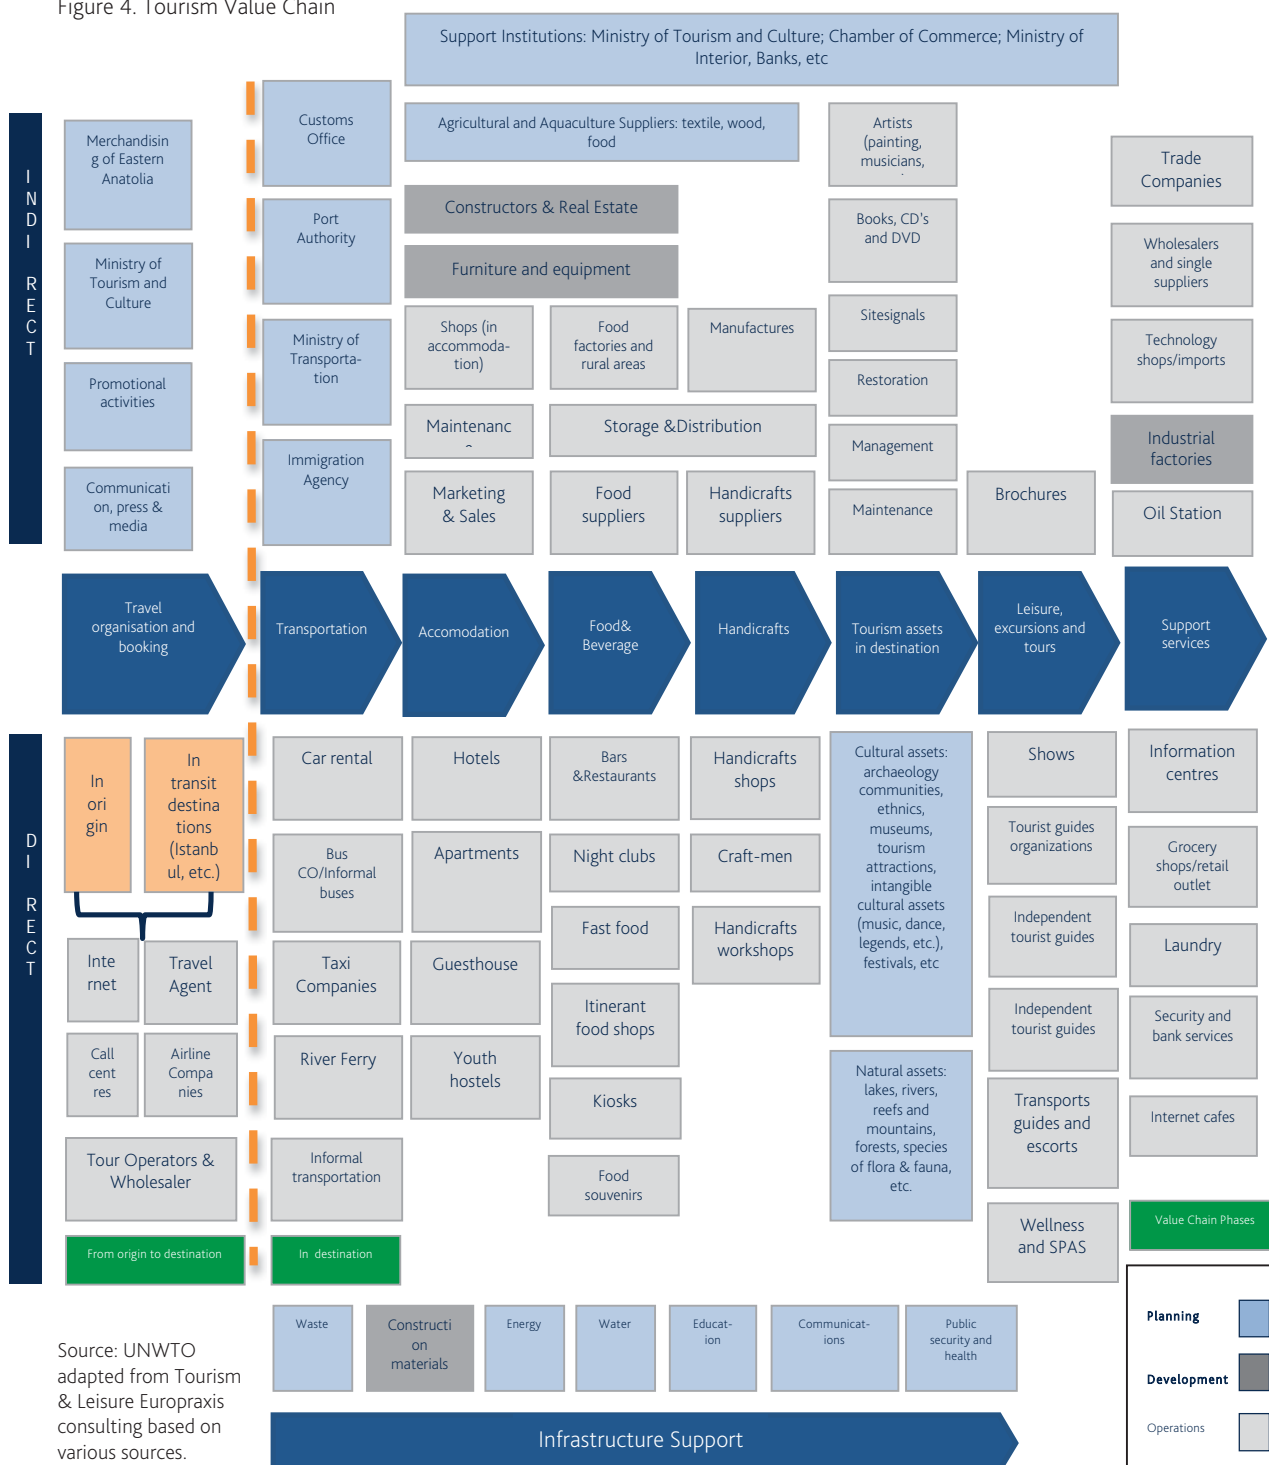 Figure 4. Tourism Value Chain
Support Institutions: Ministry of Tourism and Culture; Chamber of Commerce; Ministry of
Interior, Banks, etc
INDIRECT
Merchandisin
g of Eastern
Anatolia
Ministry of
Tourism and
Culture
Promotional
activities
Communicati
on, press &
media
Customs
Office
Port
Authority
Ministry of
Transporta-
tion
Immigration
Agency
Agricultural and Aquaculture Suppliers: textile, wood,
food
Constructors & Real Estate
Furniture and equipment
Shops (in
accommoda-
tion)
Food
factories and
rural areas
Manufactures
Maintenanc
Storage &Distribution
Marketing
& Sales
Food
suppliers
Handicrafts
suppliers
Artists
(painting,
musicians,
Books, CD's
and DVD
Sitesignals
Restoration
Management
Maintenance
Brochures
Trade
Companies
Wholesalers
and single
suppliers
Technology
shops/imports
Industrial
factories
Oil Station
Travel
organisation and
booking
Transportation
Accomodation
Food&
Beverage
Handicrafts
Tourism assets
in destination
Leisure,
excursions and
tours
Support
services
DIRECT
In
ori
gin
In
transit
destina
tions
(Istanb
ul, etc.)
Inte
rnet
Travel
Agent
Call
cent
res
Airline
Compa
nies
Tour Operators &
Wholesaler
From origin to destination
Car rental
Bus
CO/Informal
buses
Taxi
Companies
River Ferry
Informal
transportation
In destination
Hotels
Apartments
Guesthouse
Youth
hostels
Bars
&Restaurants
Night clubs
Fast food
Itinerant
food shops
Kiosks
Food
souvenirs
Handicrafts
shops
Craft-men
Handicrafts
workshops
Cultural assets:
archaeology
communities,
ethnics,
museums,
tourism
attractions,
intangible
cultural assets
(music, dance,
legends, etc.),
festivals, etc
Natural assets:
lakes, rivers,
reefs and
mountains,
forests, species
of flora & fauna,
etc.
Shows
Tourist guides
organizations
Independent
tourist guides
Independent
tourist guides
Transports
guides and
escorts
Wellness
and SPAS
Information
centres
Grocery
shops/retail
outlet
Laundry
Security and
bank services
Internet cafes
Value Chain Phases
Planning
Development
Operations
Waste
Constructi
on
materials
Energy
Water
Educat-
ion
Communicat-
ions
Public
security and
health
Infrastructure Support
Source: UNWTO
adapted from Tourism
& Leisure Europraxis
consulting based on
various sources.